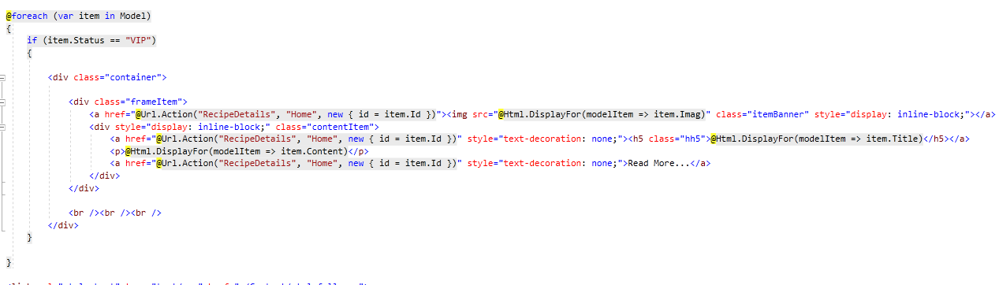 @foreach (var item in Model)
{
if (item.Status == "VIP")
{
<div class="container">
<div class="frameItem">
<a href="@Url.Action("RecipeDetails", "Home", new { id = item.Id })"><img src="@Html.DisplayFor(modelItem => item.Imag)" class="itemBanner" style="display: inline-block;"></a>
<div style="display: inline-block;" class="contentItem">
<a href="@Url.Action("RecipeDetails", "Home", new { id = item.Id })" style="text-decoration: none;"><h5 class="hh5">@Html.DisplayFor(modelItem => item.Title)</h5></a>
<p>@Html.DisplayFor(modelItem => item.Content)</p>
<a href="@Url.Action("RecipeDetails", "Home", new { id = item.Id })" style="text-decoration: none;">Read More...</a>
</div>
</div>
<br /><br /><br />
</div>
}
}